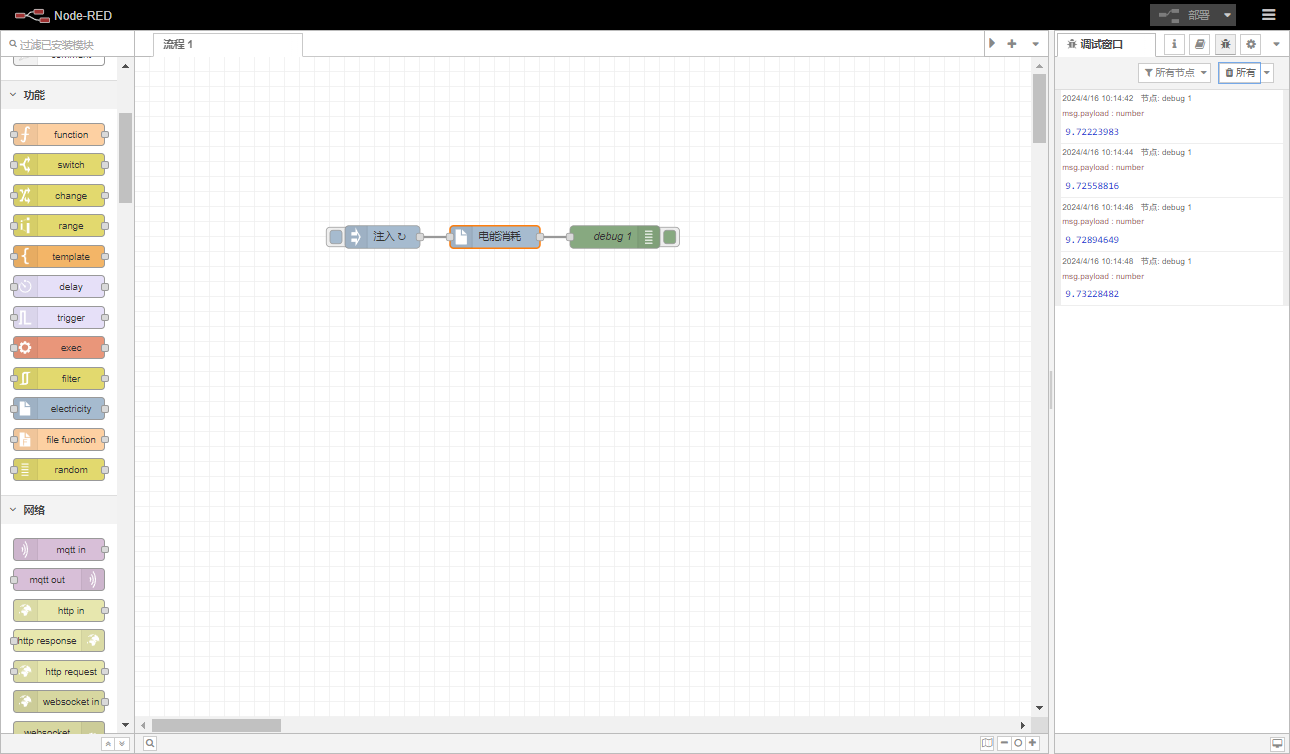 Node-RED
部署
过滤已安装模块
流程 1
调试窗口
comment
所有节点
所有
功能
function
switch
change
range
template
delay
trigger
exec
filter
electricity
file function
random
网络
mqtt in
mqtt out
http in
http response
http request
websocket in
websocket
注入 ↻
电能消耗
debug 1
2024/4/16 10:14:42 节点: debug 1
msg.payload : number
9.72223983
2024/4/16 10:14:44 节点: debug 1
msg.payload : number
9.72558816
2024/4/16 10:14:46 节点: debug 1
msg.payload : number
9.72894649
2024/4/16 10:14:48 节点: debug 1
msg.payload : number
9.73228482